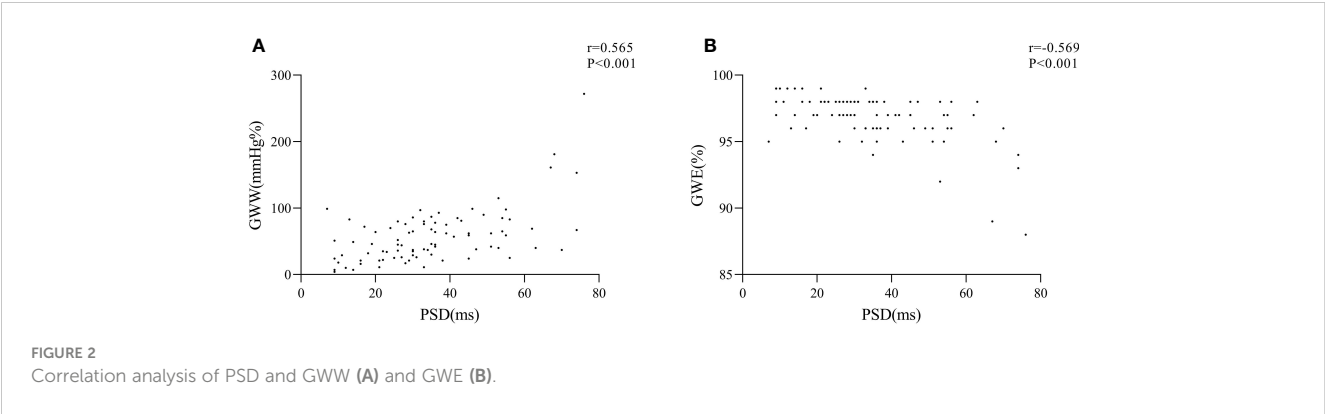 A
r=0.565
P<0.001
300
200
100
0
GWW(mmHg%)
0 20 40 60 80
PSD(ms)
B
r=-0.569
P<0.001
100
95
90
85
GWE(%)
0 20 40 60 80
PSD(ms)
FIGURE 2
Correlation analysis of PSD and GWW (A) and GWE (B).